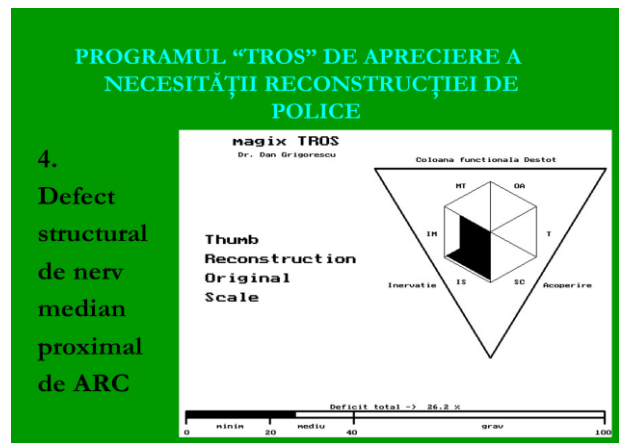 PROGRAMUL “TROS” DE APRECIERE A
NECESITĂȚII RECONSTRUCȚIEI DE
POLICE
4.
Defect
structural
de nerv
median
proximal
de ARC
magix TROS
Dr. Dan Grigorescu
Coloana functionala Destot
MT
OA
IM
T
IS
SC
Inervatie
Acoperire
Thumb
Reconstruction
Original
Scale
Deficit total -> 26.2 %
minim
mediu
grav
0
20
40
100